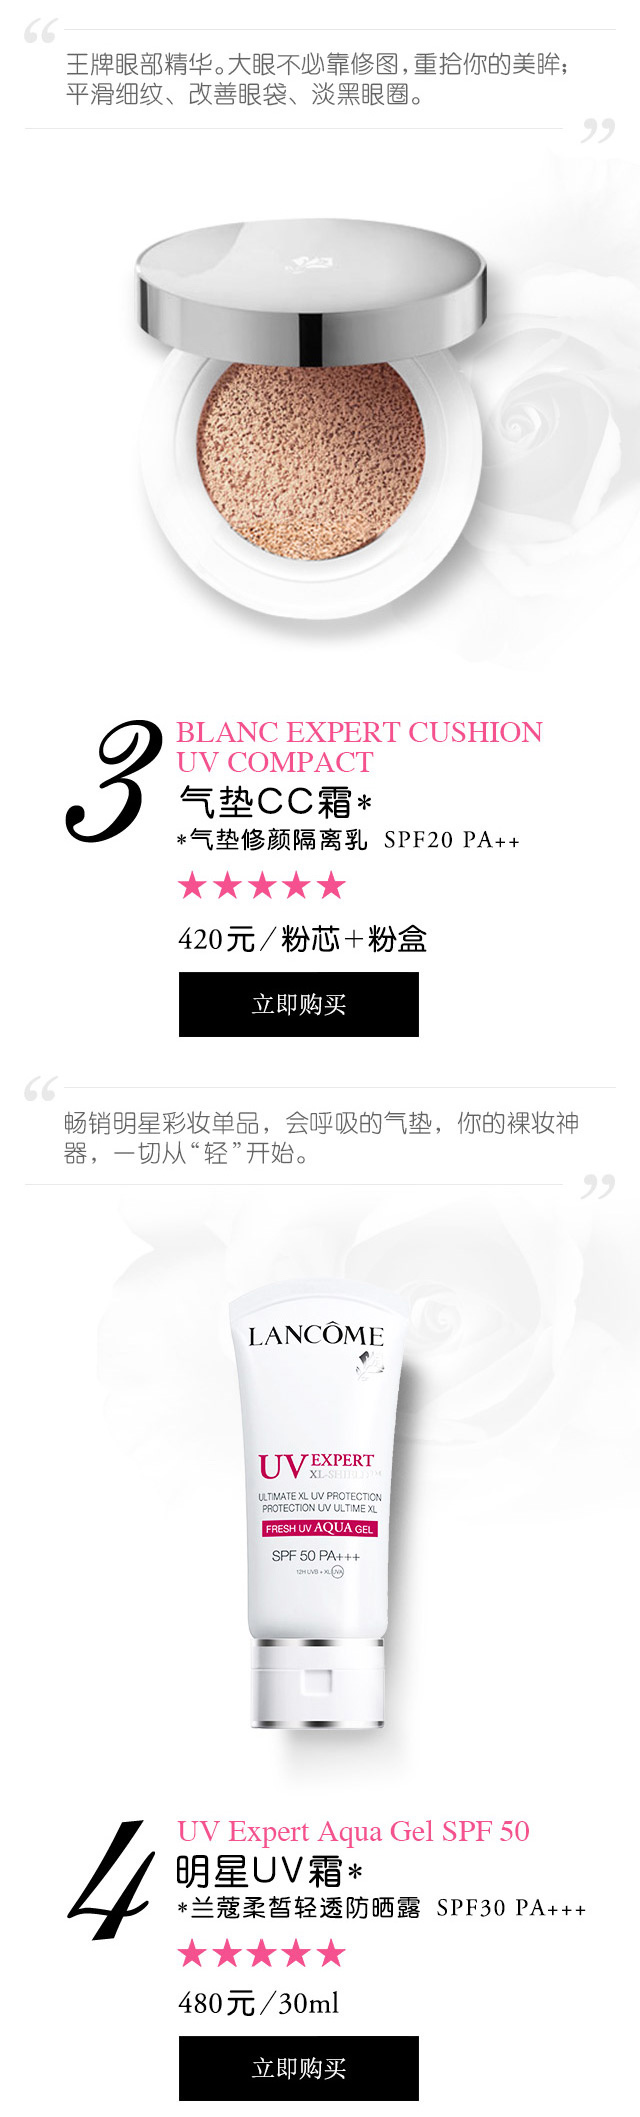 王牌眼部精华。大眼不必靠修图，重拾你的美眸；
平滑细纹、改善眼袋、淡黑眼圈。
3
BLANC EXPERT CUSHION
UV COMPACT
气垫CC霜*
*气垫修颜隔离乳 SPF20 PA++
★★★★★
420元/粉芯+粉盒
立即购买
畅销明星彩妆单品，会呼吸的气垫，你的裸妆神
器，一切从“轻”开始。
LANCÔME
UV EXPERT
XL-SHIELD™
ULTIMATE XL UV PROTECTION
PROTECTION UV ULTIME XL
FRESH UV AQUA GEL
SPF 50 PA+++
12H UVB + XL UVA
4
UV Expert Aqua Gel SPF 50
明星UV霜*
*兰蔻柔皙轻透防晒露 SPF30 PA+++
★★★★★
480元/30ml
立即购买